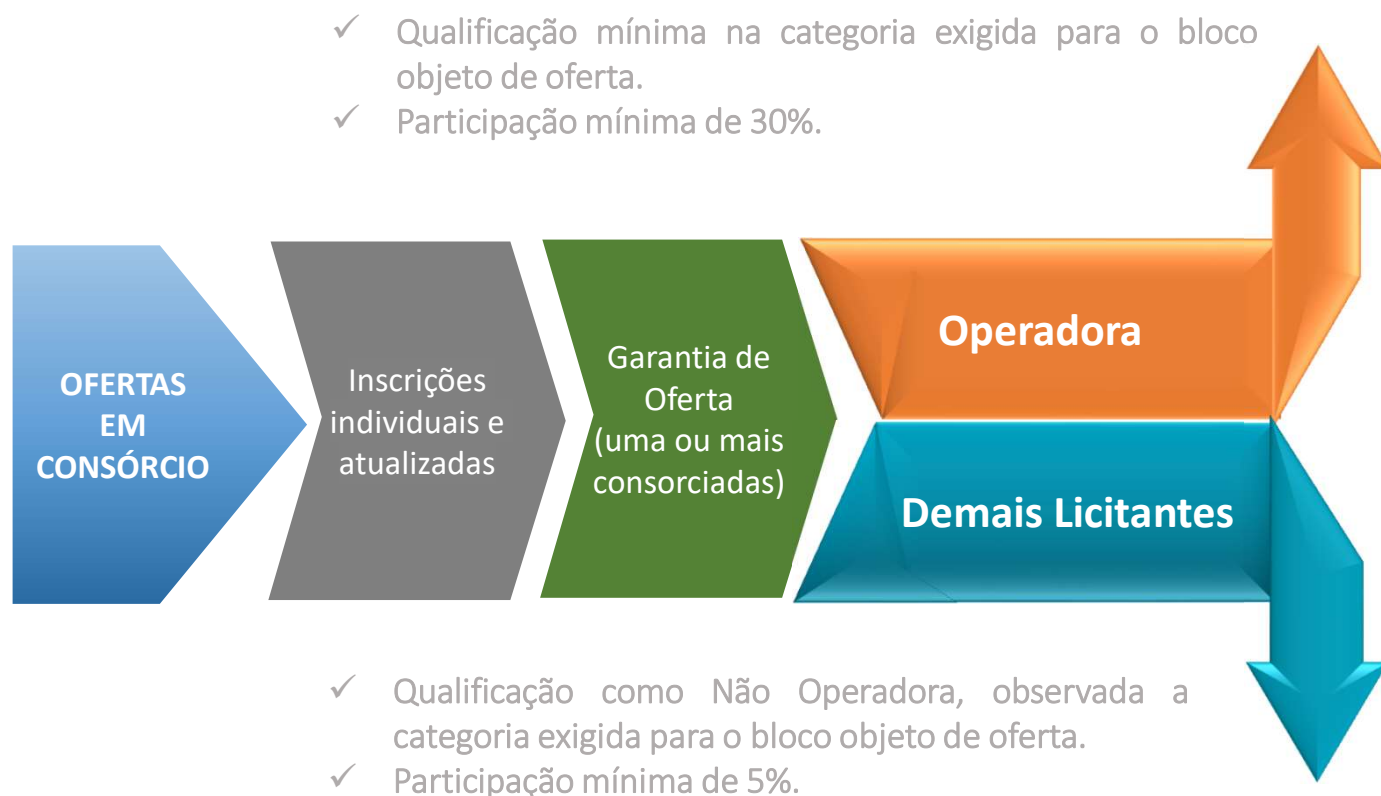 ✓ Qualificação mínima na categoria exigida para o bloco
objeto de oferta.
✓ Participação mínima de 30%.
OFERTAS
EM
CONSÓRCIO
Inscrições
individuais e
atualizadas
Garantia de
Oferta
(uma ou mais
consorciadas)
Operadora
Demais Licitantes
✓ Qualificação como Não Operadora, observada a
categoria exigida para o bloco objeto de oferta.
✓ Participação mínima de 5%.